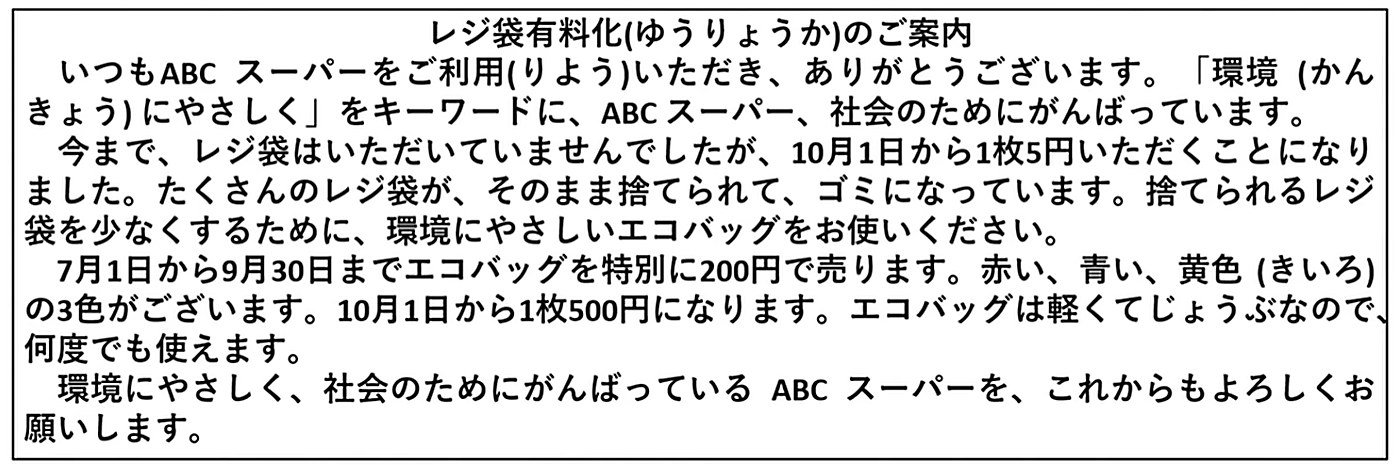 レジ袋有料化(ゆうりょうか)のご案内
いつもABC スーパーをご利用(りよう)いただき、ありがとうございます。「環境 (かん
きょう) にやさしく」をキーワードに、ABC スーパー、社会のためにがんばっています。
今まで、レジ袋はいただいていませんでしたが、10月1日から1枚5円いただくことになり
ました。たくさんのレジ袋が、そのまま捨てられて、ゴミになっています。捨てられるレジ
袋を少なくするために、環境にやさしいエコバッグをお使いください。
7月1日から9月30日までエコバッグを特別に200円で売ります。赤い、青い、黄色 (きいろ)
の3色がございます。10月1日から1枚500円になります。エコバッグは軽くてじょうぶなので、
何度でも使えます。
環境にやさしく、社会のためにがんばっている ABC スーパーを、これからもよろしくお
願いします。